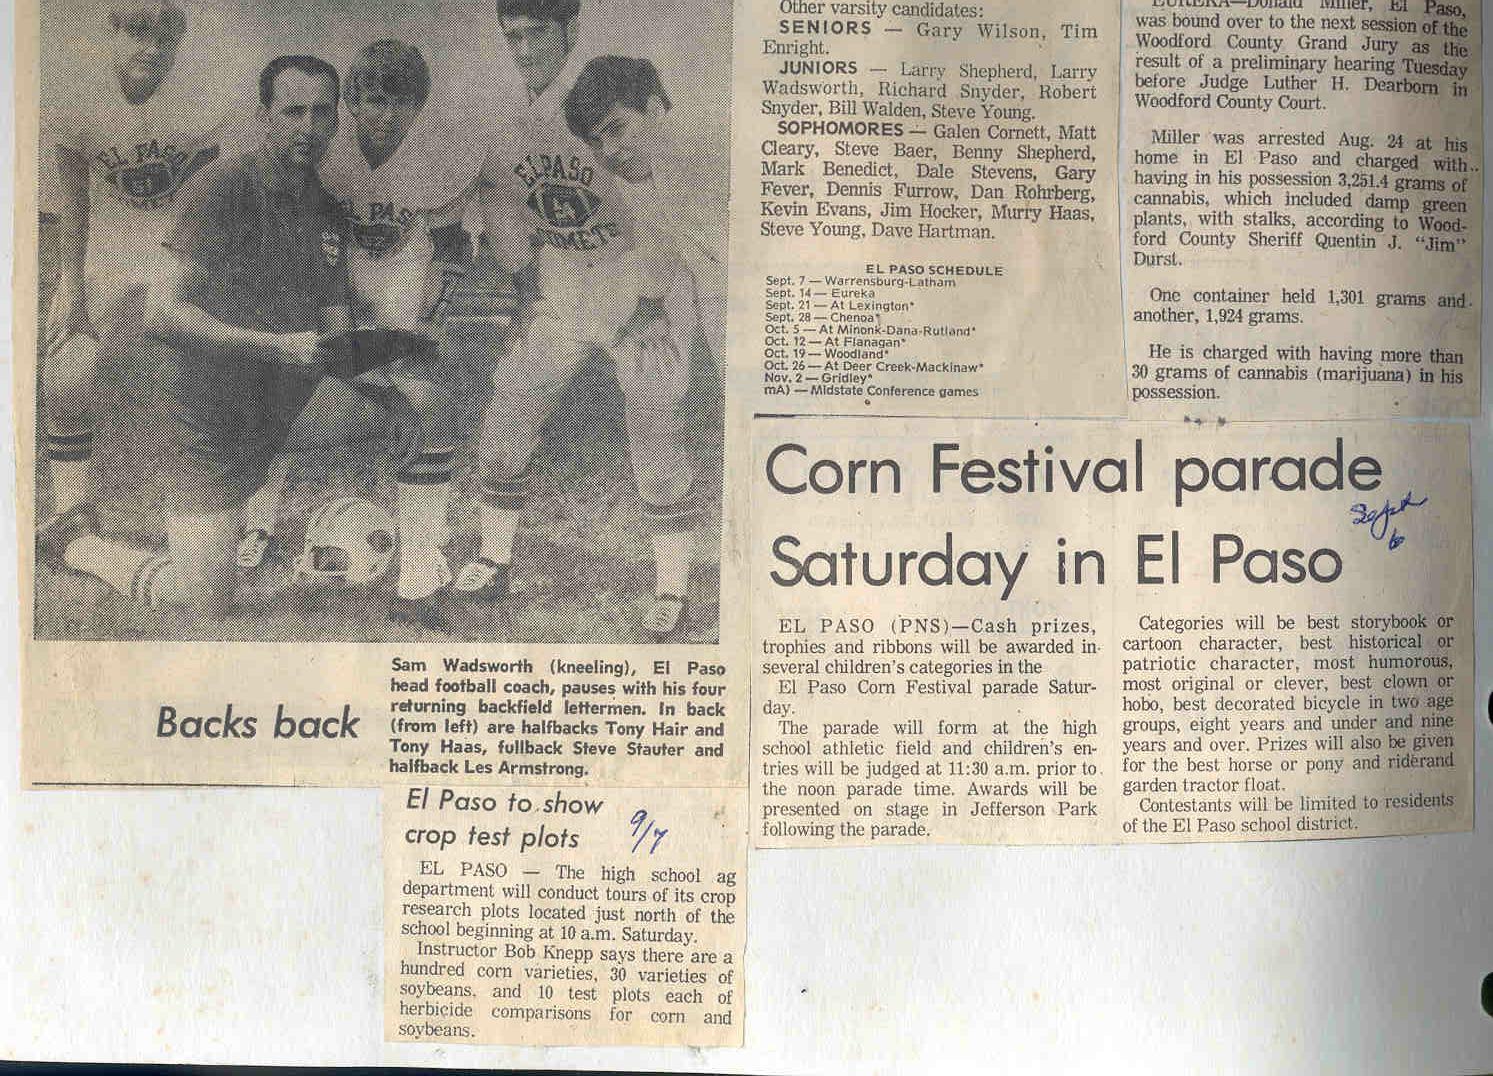 EL PASO
51
EL PASO
EL PASO
COMETS
Sam Wadsworth (kneeling), El Paso
head football coach, pauses with his four
returning backfield lettermen. In back
(from left) are halfbacks Tony Hair and
Tony Haas, fullback Steve Stauter and
halfback Les Armstrong.
Backs back
El Paso to show
crop test plots
9/7
EL PASO — The high school ag
department will conduct tours of its crop
research plots located just north of the
school beginning at 10 a.m. Saturday.
Instructor Bob Knepp says there are a
hundred corn varieties, 30 varieties of
soybeans, and 10 test plots each of
herbicide comparisons for corn and
soybeans.
Other varsity candidates:
SENIORS — Gary Wilson, Tim
Enright.
JUNIORS — Larry Shepherd, Larry
Wadsworth, Richard Snyder, Robert
Snyder, Bill Walden, Steve Young.
SOPHOMORES — Galen Cornett, Matt
Cleary, Steve Baer, Benny Shepherd,
Mark Benedict, Dale Stevens, Gary
Fever, Dennis Furrow, Dan Rohrberg,
Kevin Evans, Jim Hocker, Murry Haas,
Steve Young, Dave Hartman.
EL PASO SCHEDULE
Sept. 7 — Warrensburg-Latham
Sept. 14 — Eureka
Sept. 21 — At Lexington*
Sept. 28 — Chenoa
Oct. 5 — At Minonk-Dana-Rutland*
Oct. 12 — At Flanagan*
Oct. 19 — Woodland*
Oct. 26 — At Deer Creek-Mackinaw*
Nov. 2 — Gridley*
mA) — Midstate Conference games
EUREKA—Donald Miller, El Paso,
was bound over to the next session of the
Woodford County Grand Jury as the
result of a preliminary hearing Tuesday
before Judge Luther H. Dearborn in
Woodford County Court.
Miller was arrested Aug. 24 at his
home in El Paso and charged with
having in his possession 3,251.4 grams of
cannabis, which included damp green
plants, with stalks, according to Wood-
ford County Sheriff Quentin J. "Jim"
Durst.
One container held 1,301 grams and
another, 1,924 grams.
He is charged with having more than
30 grams of cannabis (marijuana) in his
possession.
Corn Festival parade
Saturday in El Paso
Sept
6
EL PASO (PNS)—Cash prizes,
trophies and ribbons will be awarded in
several children's categories in the
El Paso Corn Festival parade Satur-
day.
The parade will form at the high
school athletic field and children's en-
tries will be judged at 11:30 a.m. prior to
the noon parade time. Awards will be
presented on stage in Jefferson Park
following the parade.
Categories will be best storybook or
cartoon character, best historical or
patriotic character, most humorous,
most original or clever, best clown or
hobo, best decorated bicycle in two age
groups, eight years and under and nine
years and over. Prizes will also be given
for the best horse or pony and riderand
garden tractor float.
Contestants will be limited to residents
of the El Paso school district.